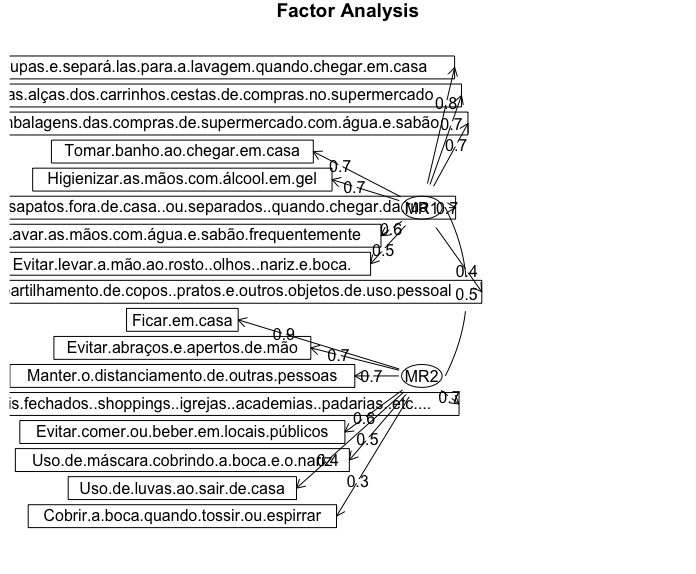 Factor Analysis
upas.e.separá.las.para.a.lavagem.quando.chegar.em.casa
as.alças.dos.carrinhos.cestas.de.compras.no.supermercado
0.8
balagens.das.compras.de.supermercado.com.água.e.sabão
0.7
0.7
Tomar.banho.ao.chegar.em.casa
0.7
Higienizar.as.mãos.com.álcool.em.gel
0.7
sapatos.fora.de.casa..ou.separados..quando.chegar.da
MR1
0.7
Lavar.as.mãos.com.água.e.sabão.frequentemente
0.6
0.5
Evitar.levar.a.mão.ao.rosto..olhos..nariz.e.boca.
0.4
artilhamento.de.copos..pratos.e.outros.objetos.de.uso.pessoal
0.5
Ficar.em.casa
0.9
Evitar.abraços.e.apertos.de.mão
0.7
Manter.o.distanciamento.de.outras.pessoas
0.7
MR2
0.7
is.fechados..shoppings..igrejas..academias..padarias..etc....
0.6
Evitar.comer.ou.beber.em.locais.públicos
0.5
Uso.de.máscara.cobrindo.a.boca.e.o.nariz
0.4
Uso.de.luvas.ao.sair.de.casa
0.3
Cobrir.a.boca.quando.tossir.ou.espirrar